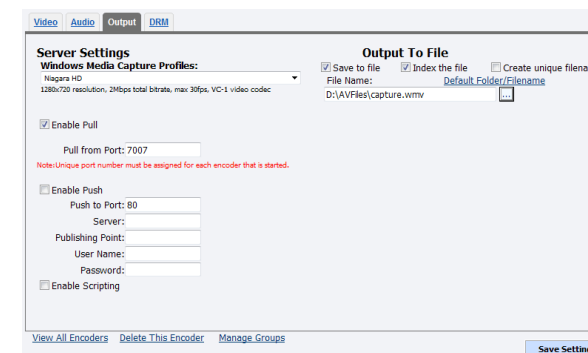 Video Audio Output DRM
Server Settings
Windows Media Capture Profiles:
Niagara HD
1280x720 resolution, 2Mbps total bitrate, max 30fps, VC-1 video codec
Enable Pull
Pull from Port: 7007
Note:Unique port number must be assigned for each encoder that is started.
Enable Push
Push to Port: 80
Server:
Publishing Point:
User Name:
Password:
Enable Scripting
Output To File
Save to file Index the file Create unique filena
File Name: Default Folder/Filename
D:\AVFiles\capture.wmv ...
View All Encoders Delete This Encoder Manage Groups
Save Settin